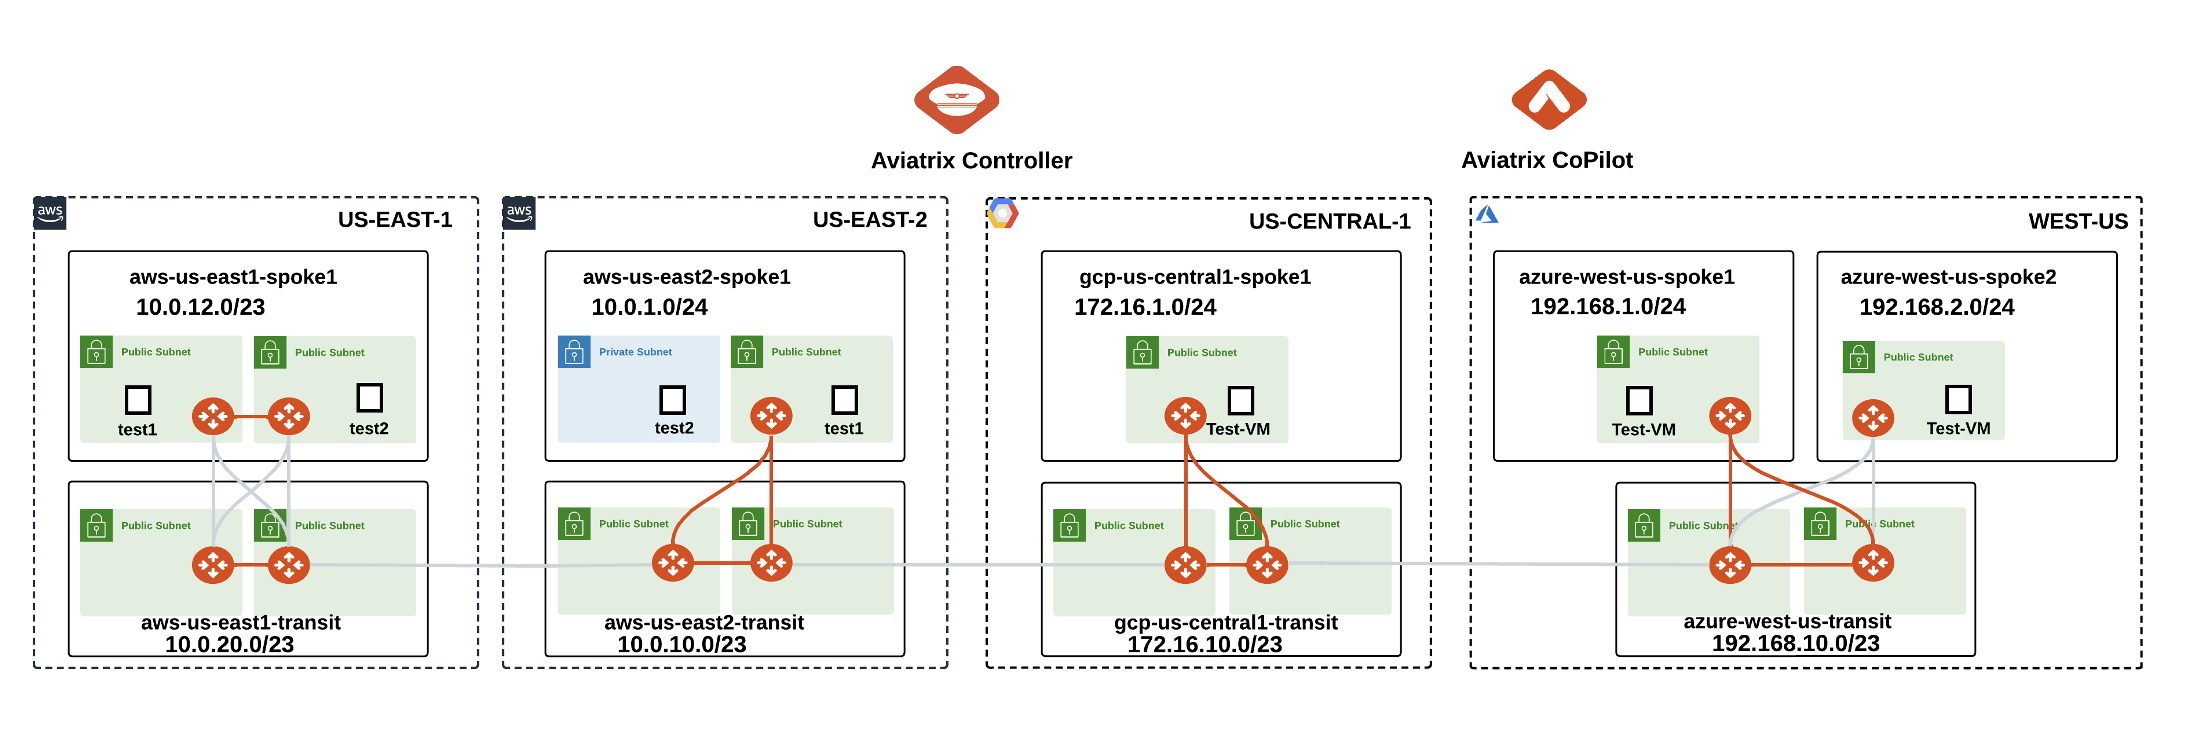 Aviatrix Controller
Aviatrix CoPilot
aws
US-EAST-1
aws-us-east1-spoke1
10.0.12.0/23
Public Subnet
Public Subnet
test1
test2
Public Subnet
Public Subnet
aws-us-east1-transit
10.0.20.0/23
aws
US-EAST-2
aws-us-east2-spoke1
10.0.1.0/24
Private Subnet
Public Subnet
test2
test1
Public Subnet
Public Subnet
aws-us-east2-transit
10.0.10.0/23
US-CENTRAL-1
gcp-us-central1-spoke1
172.16.1.0/24
Public Subnet
Test-VM
Public Subnet
Public Subnet
gcp-us-central1-transit
172.16.10.0/23
WEST-US
azure-west-us-spoke1
192.168.1.0/24
Public Subnet
Test-VM
azure-west-us-spoke2
192.168.2.0/24
Public Subnet
Test-VM
Public Subnet
Public Subnet
azure-west-us-transit
192.168.10.0/23